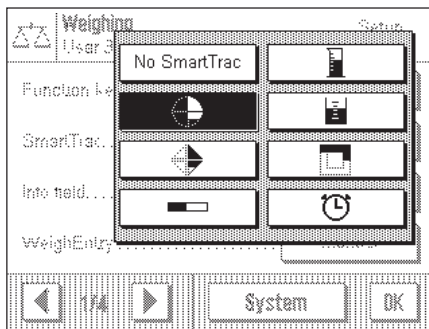 Weighing
Setup
User 3
No SmartTrac
Function ke
SmartTrac..
Info field....
WeighEntry
1/4
System
OK